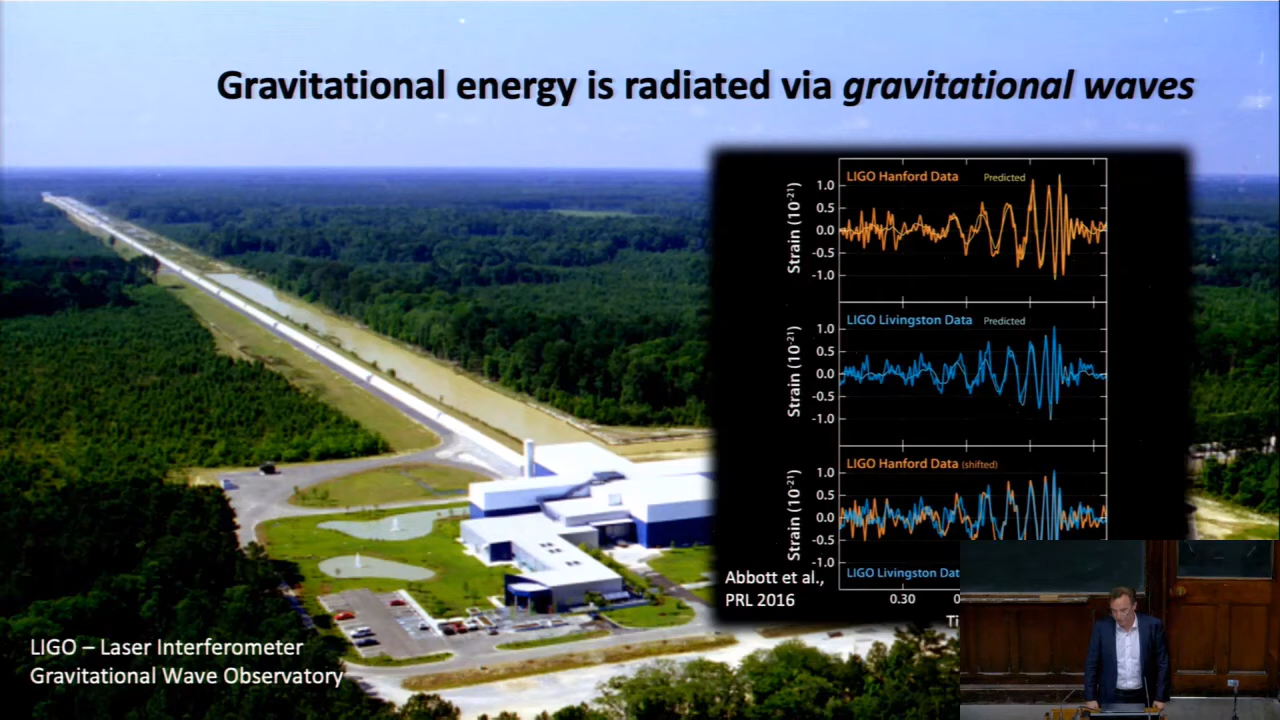 Gravitational energy is radiated via gravitational waves
LIGO Hanford Data Predicted
1.0
0.5
0.0
-0.5
-1.0
Strain (10-21)
LIGO Livingston Data Predicted
1.0
0.5
0.0
-0.5
-1.0
Strain (10-21)
LIGO Hanford Data (shifted)
1.0
0.5
0.0
-0.5
-1.0
Strain (10-21)
LIGO Livingston Dat
0.30
Ti
Abbott et al.,
PRL 2016
LIGO – Laser Interferometer
Gravitational Wave Observatory